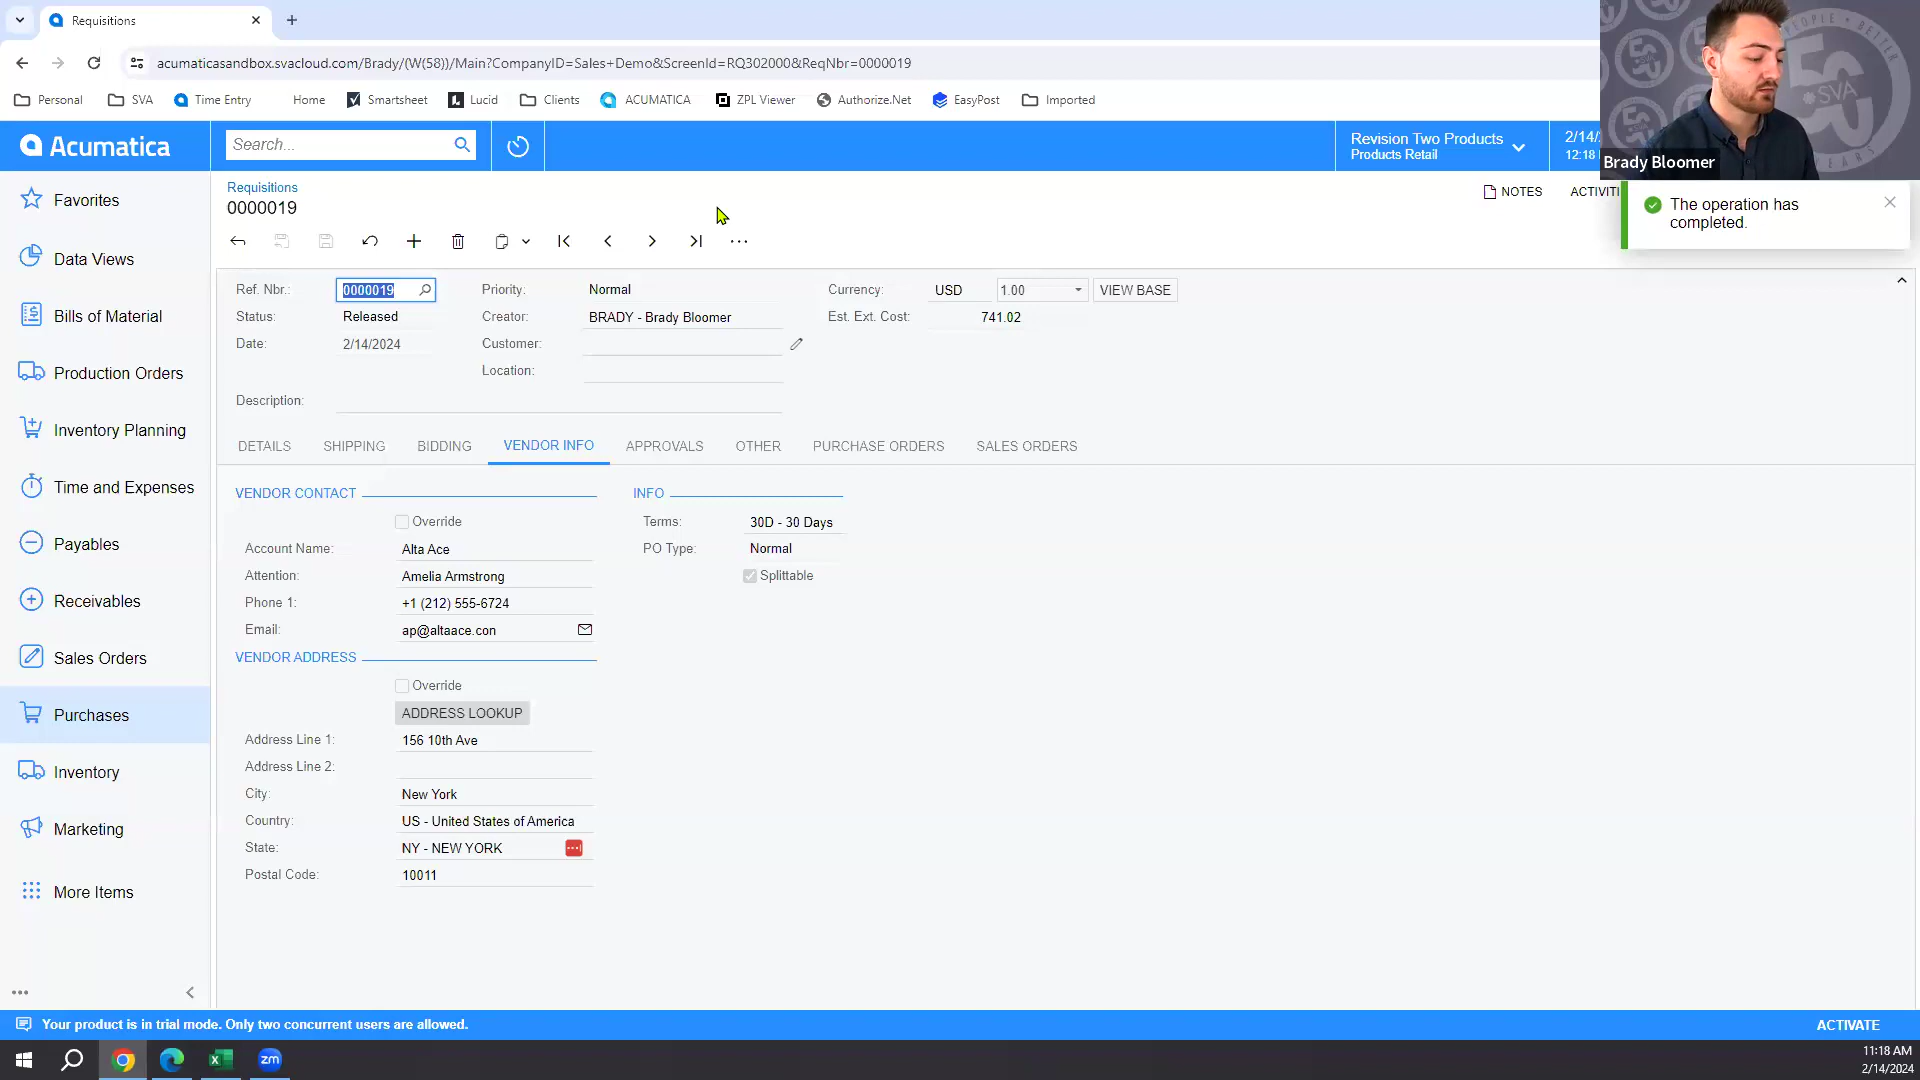 Requisitions
acumaticasandbox.svacloud.com/Brady/(W(58))/Main?CompanyID=Sales+Demo&ScreenId=RQ302000&ReqNbr=0000019
Personal SVA Time Entry Home Smartsheet Lucid Clients ACUMATICA ZPL Viewer Authorize.Net EasyPost Imported
Acumatica
Search...
Revision Two Products
Products Retail
2/14/
12:18
Brady Bloomer
The operation has
completed.
Favorites
Data Views
Bills of Material
Production Orders
Inventory Planning
Time and Expenses
Payables
Receivables
Sales Orders
Purchases
Inventory
Marketing
More Items
Requisitions
0000019
NOTES ACTIVITI
Ref. Nbr.: 0000019 Priority: Normal Currency: USD 1.00 VIEW BASE
Status: Released Creator: BRADY - Brady Bloomer Est. Ext. Cost: 741.02
Date: 2/14/2024 Customer:
Location:
Description:
DETAILS SHIPPING BIDDING VENDOR INFO APPROVALS OTHER PURCHASE ORDERS SALES ORDERS
VENDOR CONTACT
Override
Account Name: Alta Ace
Attention: Amelia Armstrong
Phone 1: +1 (212) 555-6724
Email: ap@altaace.con
INFO
Terms: 30D - 30 Days
PO Type: Normal
Splittable
VENDOR ADDRESS
Override
ADDRESS LOOKUP
Address Line 1: 156 10th Ave
Address Line 2:
City: New York
Country: US - United States of America
State: NY - NEW YORK
Postal Code: 10011
Your product is in trial mode. Only two concurrent users are allowed. ACTIVATE
zm
11:18 AM
2/14/2024